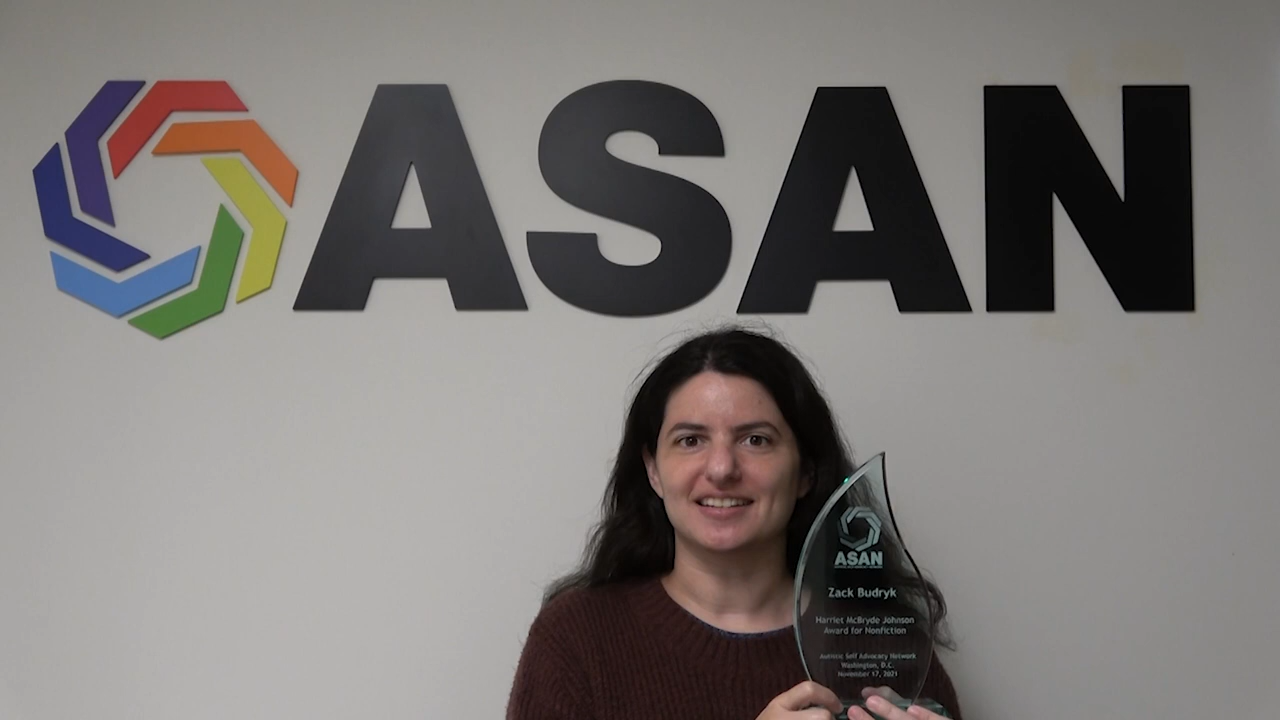 ASAN
ASAN
Zack Budryk
Harriet McBryde Johnson
Award for Nonfiction
Autistic Self Advocacy Network
Washington, D.C.
November 17, 2021